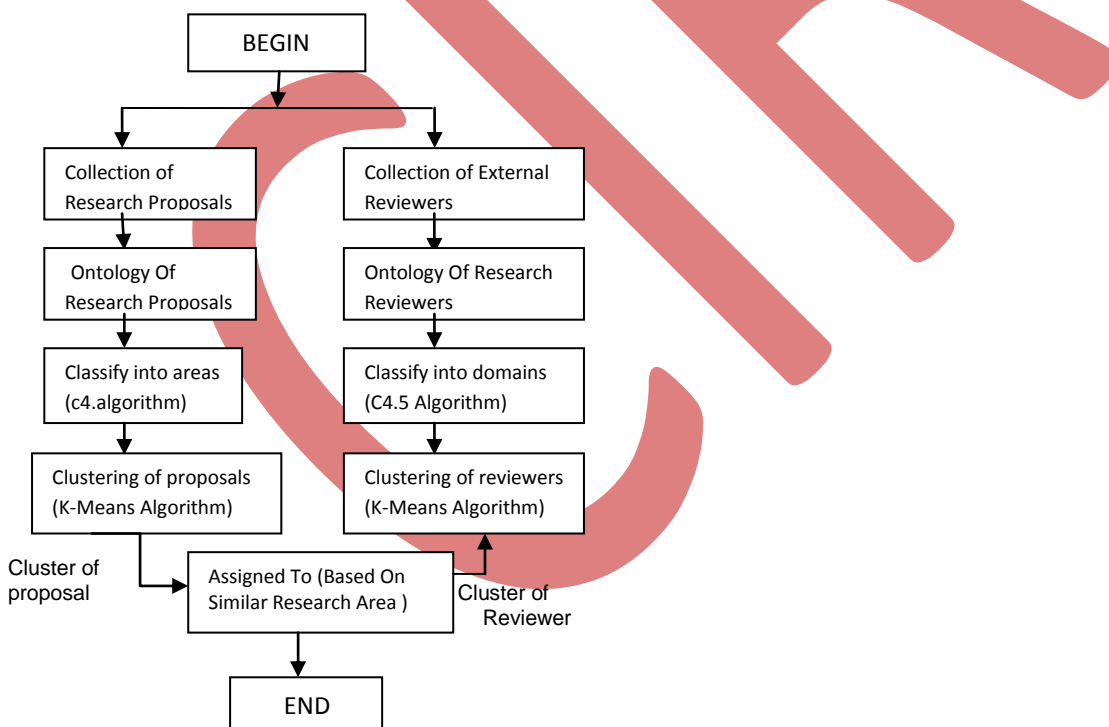 BEGIN
Collection of
Research Proposals
Collection of External
Reviewers
Ontology Of
Research Proposals
Ontology Of Research
Reviewers
Classify into areas
(c4.algorithm)
Classify into domains
(C4.5 Algorithm)
Clustering of proposals
(K-Means Algorithm)
Clustering of reviewers
(K-Means Algorithm)
Cluster of
proposal
Assigned To (Based On
Similar Research Area )
Cluster of
Reviewer
END